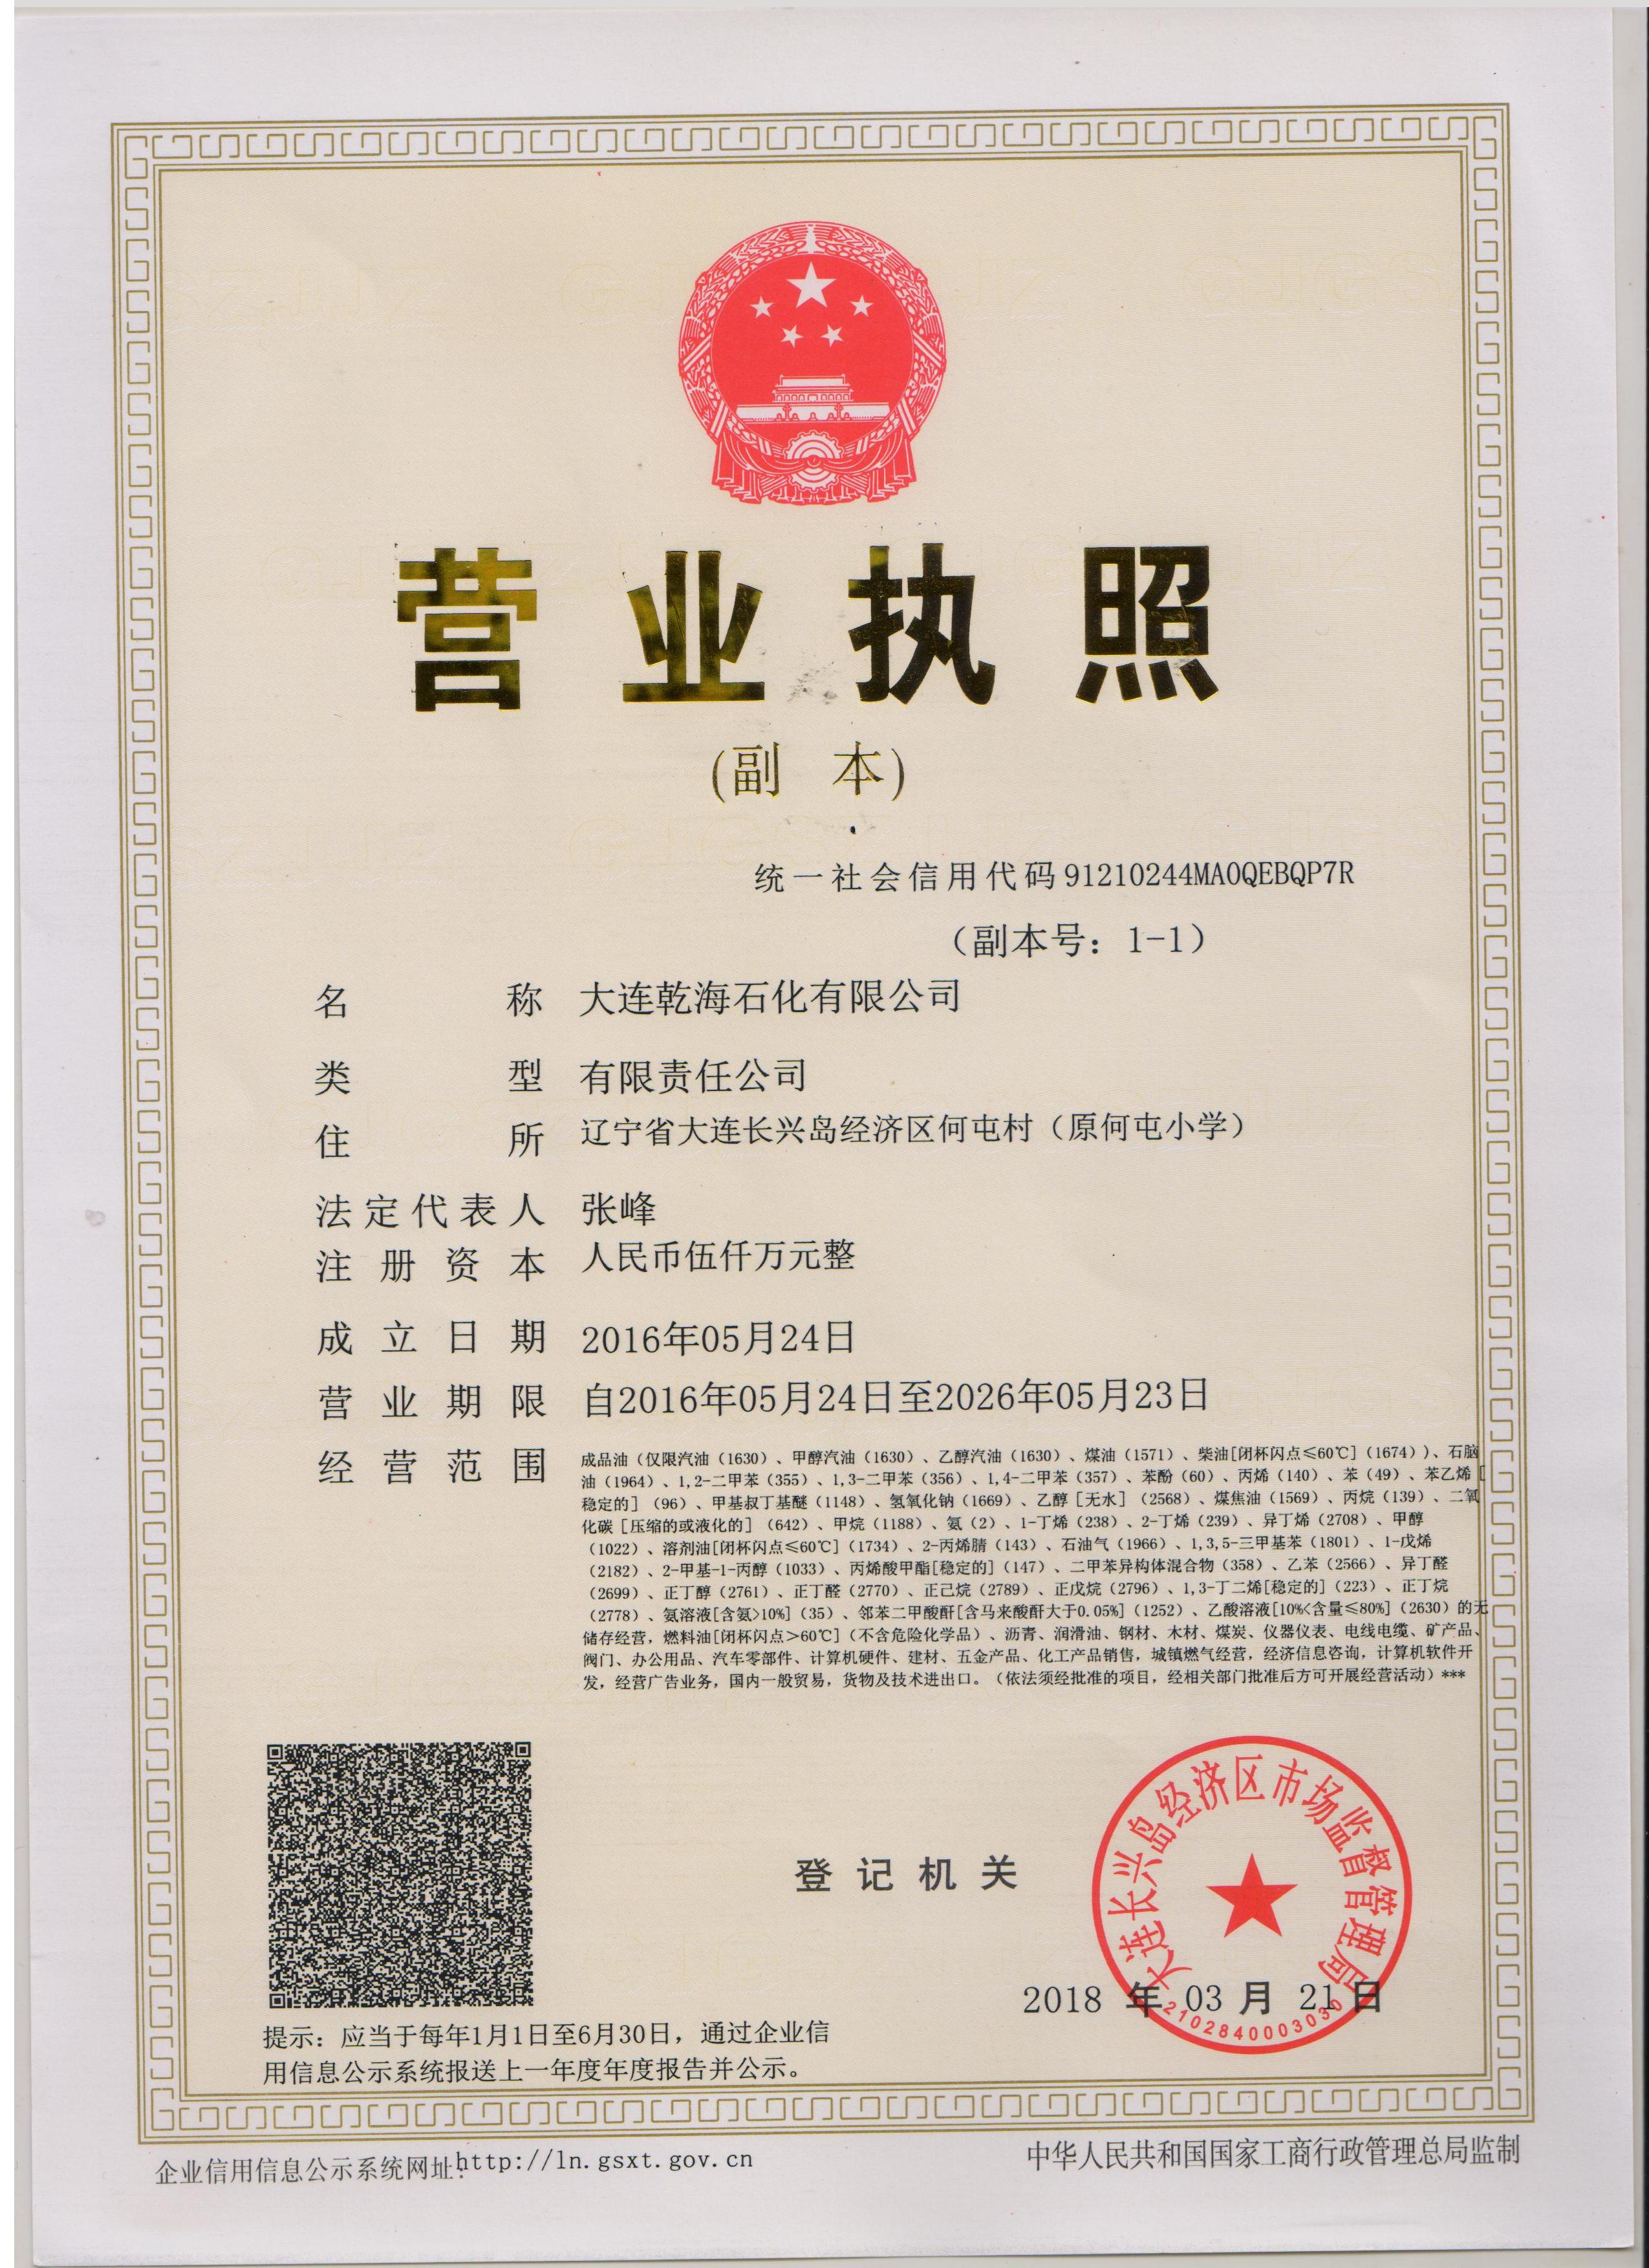 营业执照
(副 本)
统一社会信用代码91210244MA0QEBQP7R
（副本号：1-1）
名 称 大连乾海石化有限公司
类 型 有限责任公司
住 所 辽宁省大连长兴岛经济区何屯村（原何屯小学）
法定代表人 张峰
注册资本 人民币伍仟万元整
成立日期 2016年05月24日
营业期限 自2016年05月24日至2026年05月23日
经营范围 成品油（仅限汽油（1630）、甲醇汽油（1630）、乙醇汽油（1630）、煤油（1571）、柴油[闭杯闪点≤60℃]（1674））、石脑
油（1964）、1,2-二甲苯（355）、1,3-二甲苯（356）、1,4-二甲苯（357）、苯酚（60）、丙烯（140）、苯（49）、苯乙烯［
稳定的］（96）、甲基叔丁基醚（1148）、氢氧化钠（1669）、乙醇［无水］（2568）、煤焦油（1569）、丙烷（139）、二氧
化碳［压缩的或液化的］（642）、甲烷（1188）、氨（2）、1-丁烯（238）、2-丁烯（239）、异丁烯（2708）、甲醇
（1022）、溶剂油[闭杯闪点≤60℃]（1734）、2-丙烯腈（143）、石油气（1966）、1,3,5-三甲基苯（1801）、1-戊烯
（2182）、2-甲基-1-丙醇（1033）、丙烯酸甲酯[稳定的]（147）、二甲苯异构体混合物（358）、乙苯（2566）、异丁醛
（2699）、正丁醇（2761）、正丁醛（2770）、正己烷（2789）、正戊烷（2796）、1,3-丁二烯[稳定的]（223）、正丁烷
（2778）、氨溶液[含氨>10%]（35）、邻苯二甲酸酐[含马来酸酐大于0.05%]（1252）、乙酸溶液[10%<含量≤80%]（2630）的无
储存经营，燃料油[闭杯闪点＞60℃]（不含危险化学品）、沥青、润滑油、钢材、木材、煤炭、仪器仪表、电线电缆、矿产品、
阀门、办公用品、汽车零部件、计算机硬件、建材、五金产品、化工产品销售，城镇燃气经营，经济信息咨询，计算机软件开
发，经营广告业务，国内一般贸易，货物及技术进出口。（依法须经批准的项目，经相关部门批准后方可开展经营活动）***
大连长兴岛经济区市场监督管理局
登记机关
2018 年 03 月 21 日
2102840003030
提示：应当于每年1月1日至6月30日，通过企业信
用信息公示系统报送上一年度年度报告并公示。
企业信用信息公示系统网址：http://ln.gsxt.gov.cn
中华人民共和国国家工商行政管理总局监制